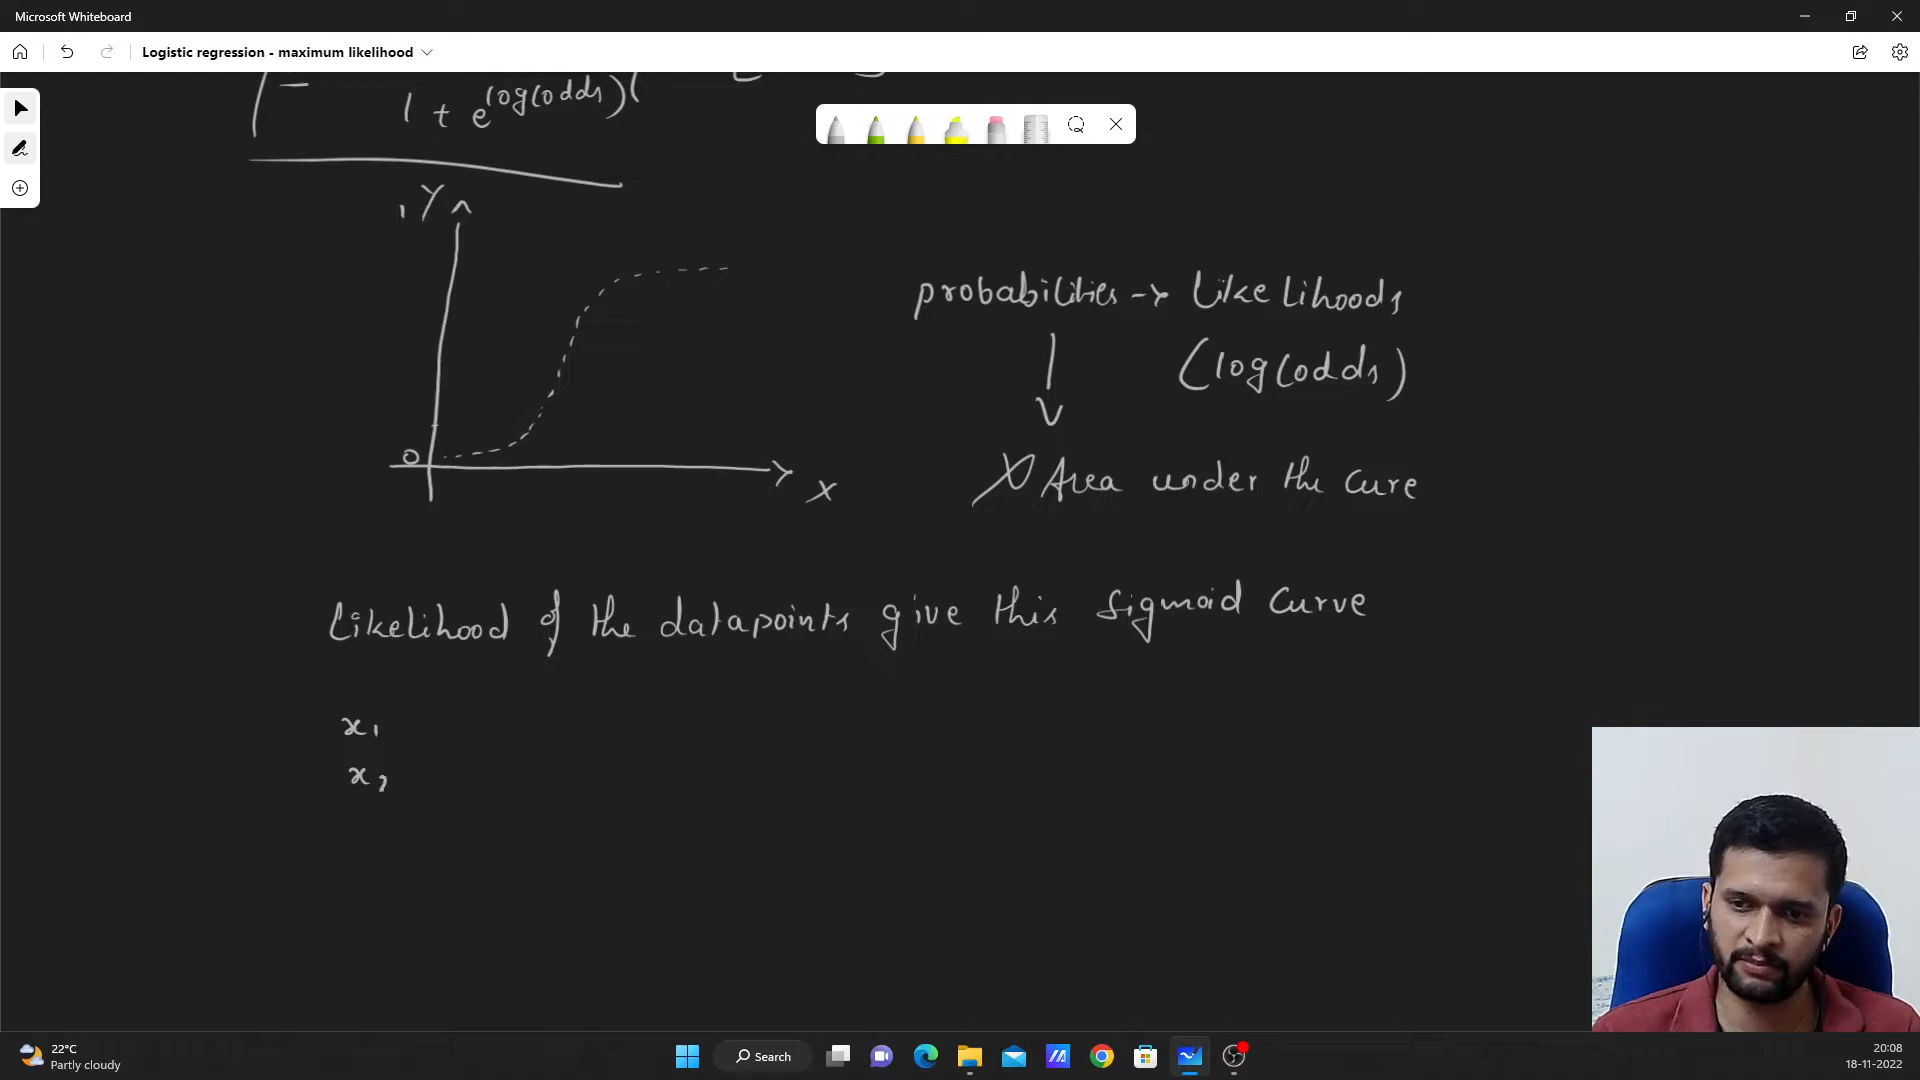 Microsoft Whiteboard
Logistic regression - maximum likelihood
1 + e^log(odds)
1 Y
0
X
probabilities -> Likelihoods
(log(odds)
X Area under the cure
Likelihood of the datapoints give this sigmoid curve
x1
x2
22°C
Partly cloudy
Search
20:08
18-11-2022